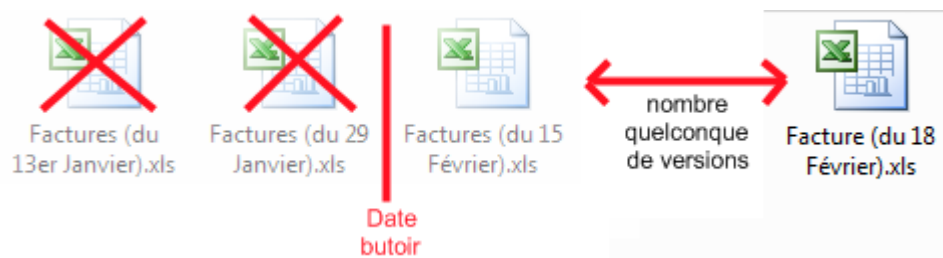 Factures (du
13er Janvier).xls
Factures (du 29
Janvier).xls
Factures (du 15
Février).xls
nombre
quelconque
de versions
Facture (du 18
Février).xls
Date
butoir